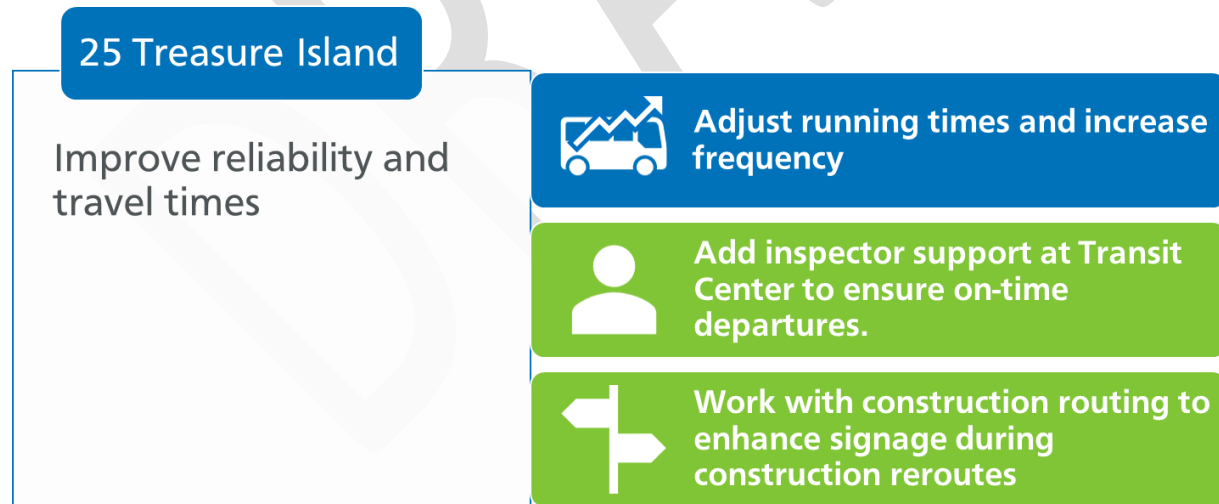 25 Treasure Island
Improve reliability and
travel times
Adjust running times and increase
frequency
Add inspector support at Transit
Center to ensure on-time
departures.
Work with construction routing to
enhance signage during
construction reroutes